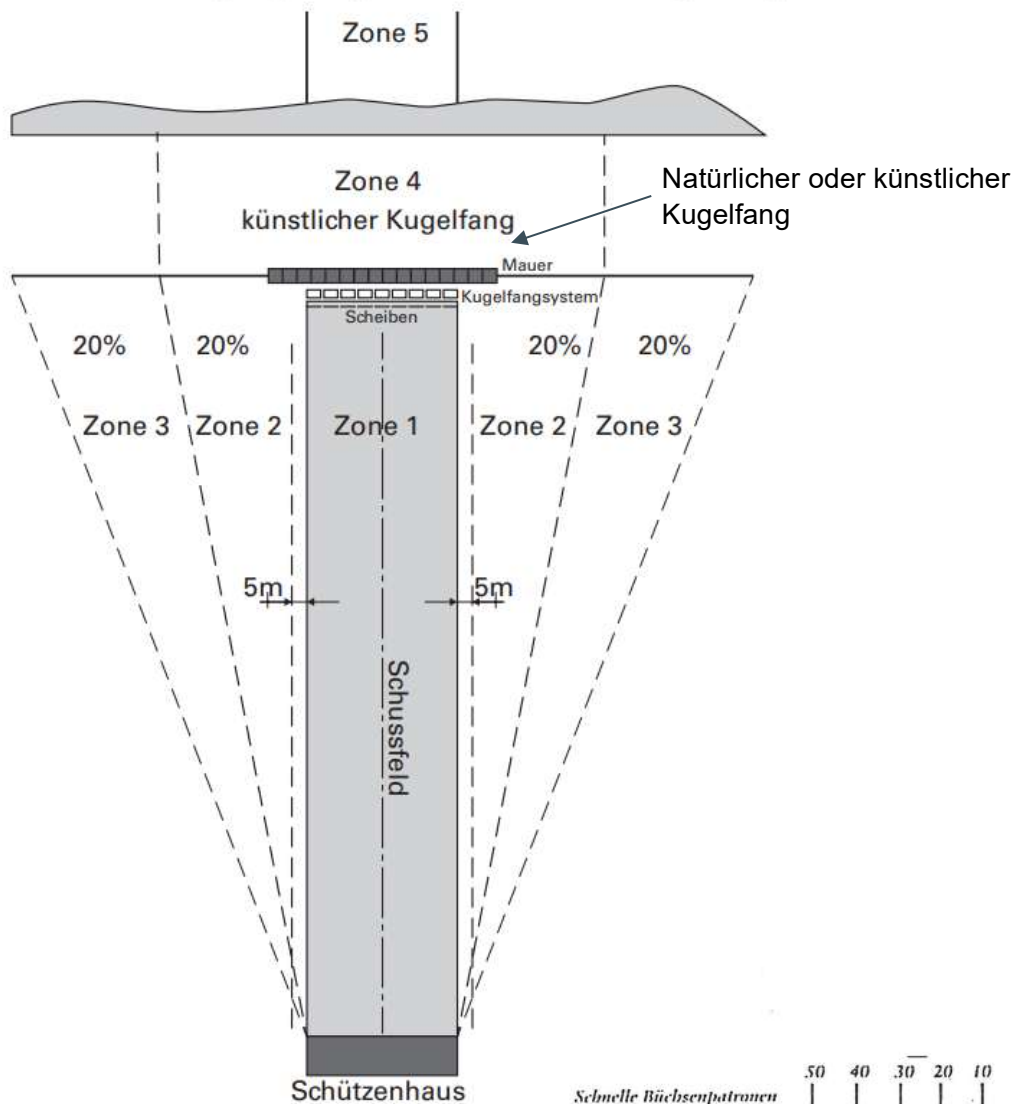 Zone 5
Zone 4
künstlicher Kugelfang
Natürlicher oder künstlicher
Kugelfang
Mauer
Kugelfangsystem
Scheiben
20% 20% 20% 20%
Zone 3 Zone 2 Zone 1 Zone 2 Zone 3
5m 5m
Schussfeld
Schützenhaus
Schnelle Büchsenpatronen 50 40 30 20 10